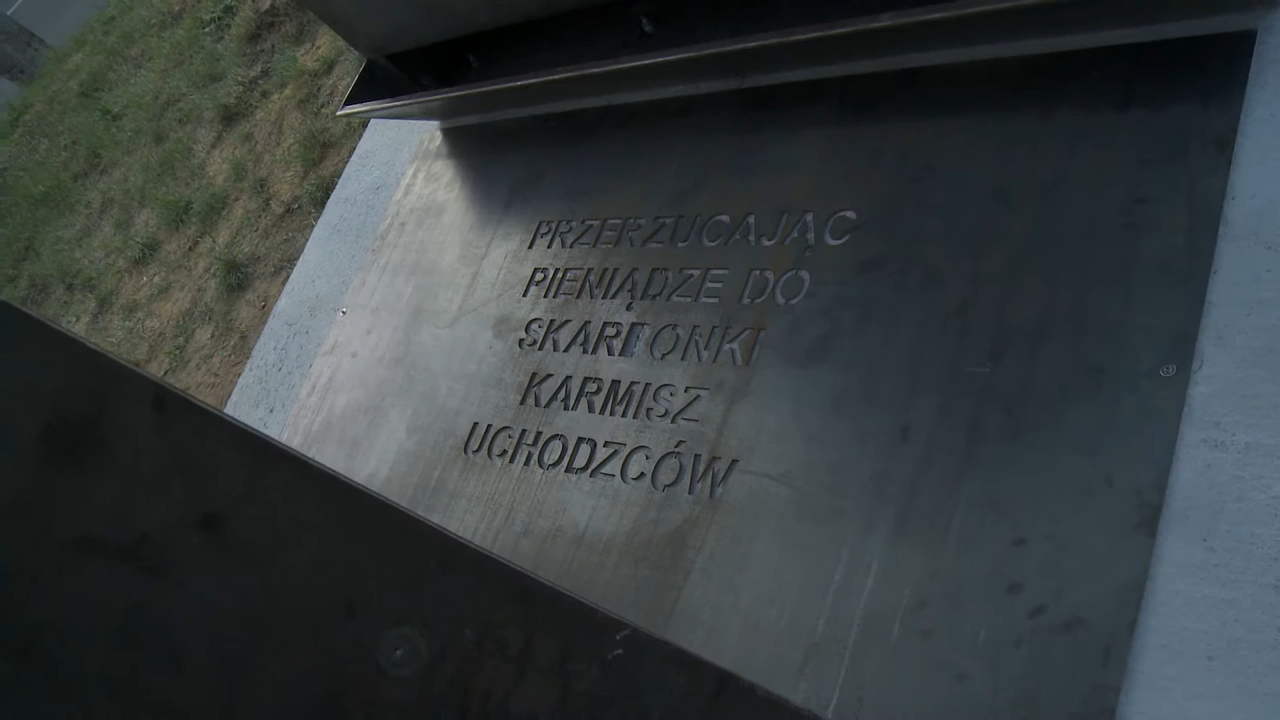 PRZERZUCAJĄC
PIENIĄDZE DO
SKARBONKI
KARMISZ
UCHODZCÓW